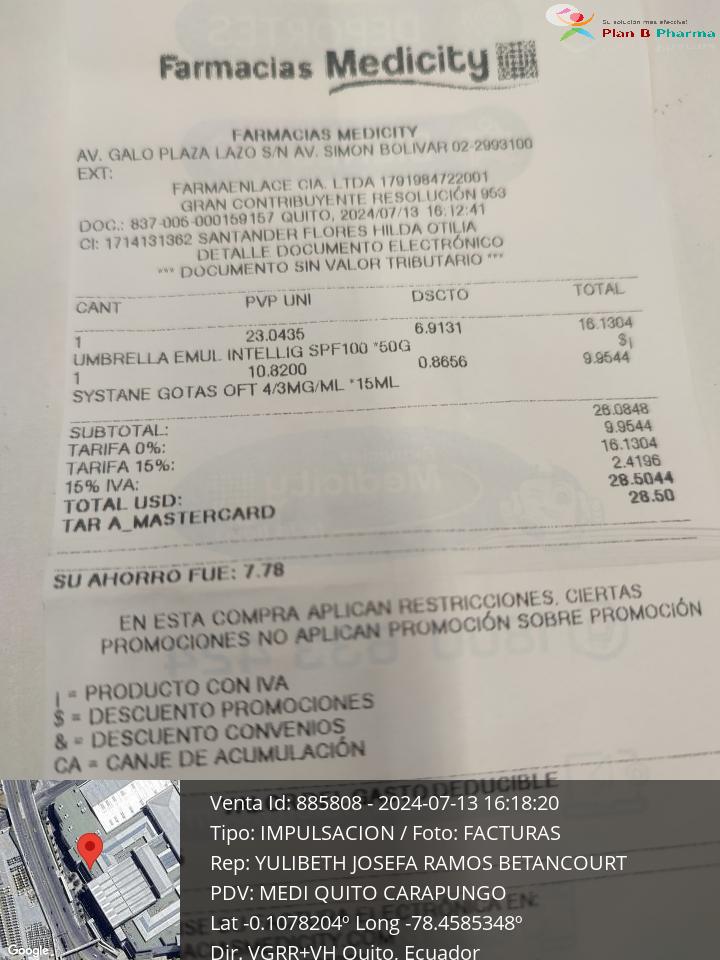 Su solución más efectiva!
Plan B Pharma
Farmacias Medicity
FARMACIAS MEDICITY
AV. GALO PLAZA LAZO S/N AV. SIMON BOLIVAR 02-2993100
EXT:
FARMAENLACE CIA. LTDA 1791984722001
GRAN CONTRIBUYENTE RESOLUCIÓN 953
DOC.: 837-006-000159157 QUITO, 2024/07/13 16:12:41
CI: 1714131362 SANTANDER FLORES HILDA OTILIA
DETALLE DOCUMENTO ELECTRÓNICO
*** DOCUMENTO SIN VALOR TRIBUTARIO ***
CANT PVP UNI DSCTO TOTAL
1 23.0435 6.9131 16.1304
UMBRELLA EMUL INTELLIG SPF100 *50G $|
1 10.8200 0.8656 9.9544
SYSTANE GOTAS OFT 4/3MG/ML *15ML
SUBTOTAL: 26.0848
TARIFA 0%: 9.9544
TARIFA 15%: 16.1304
15% IVA: 2.4196
TOTAL USD: 28.5044
TAR A_MASTERCARD 28.50
SU AHORRO FUE: 7.78
EN ESTA COMPRA APLICAN RESTRICCIONES, CIERTAS
PROMOCIONES NO APLICAN PROMOCIÓN SOBRE PROMOCIÓN
| = PRODUCTO CON IVA
$ = DESCUENTO PROMOCIONES
& = DESCUENTO CONVENIOS
CA = CANJE DE ACUMULACIÓN
GASTO DEDUCIBLE
Venta Id: 885808 - 2024-07-13 16:18:20
Tipo: IMPULSACION / Foto: FACTURAS
Rep: YULIBETH JOSEFA RAMOS BETANCOURT
PDV: MEDI QUITO CARAPUNGO
Lat -0.1078204º Long -78.4585348º
Dir. VGRR+VH Quito, Ecuador
Google